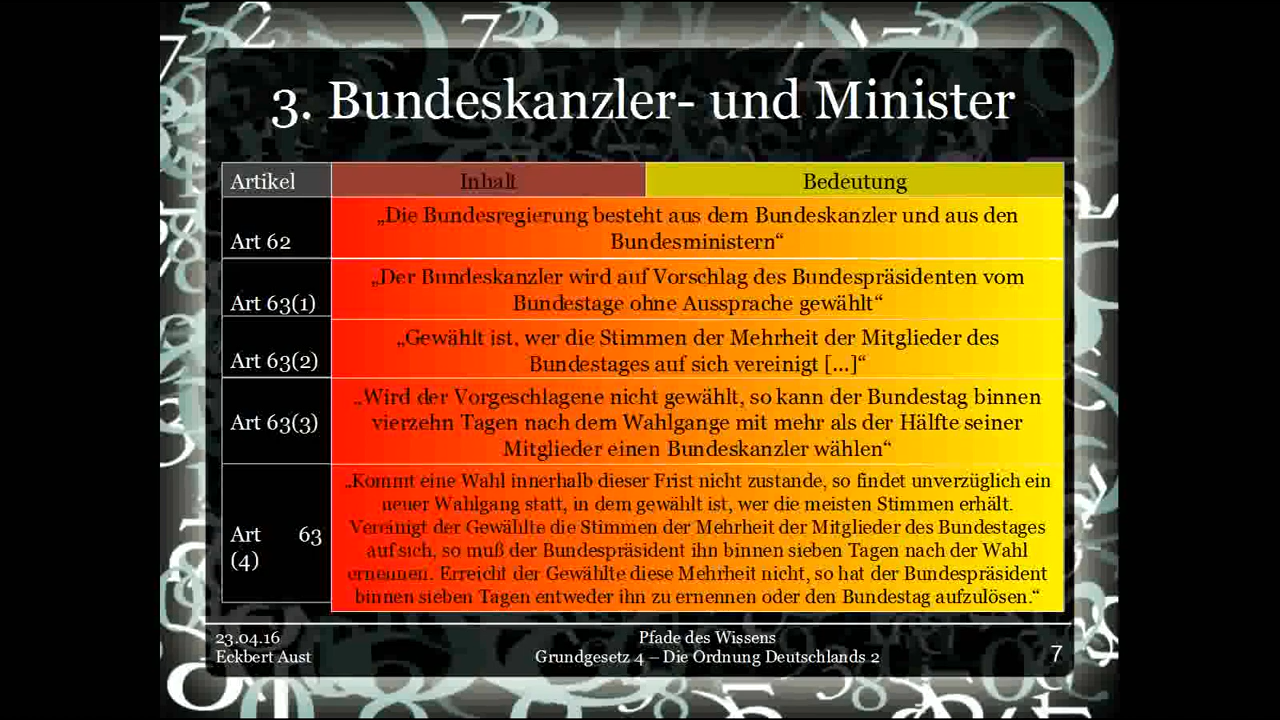 3. Bundeskanzler- und Minister
Artikel Inhalt Bedeutung
Art 62
„Die Bundesregierung besteht aus dem Bundeskanzler und aus den
Bundesministern“
Art 63(1)
„Der Bundeskanzler wird auf Vorschlag des Bundespräsidenten vom
Bundestage ohne Aussprache gewählt“
Art 63(2)
„Gewählt ist, wer die Stimmen der Mehrheit der Mitglieder des
Bundestages auf sich vereinigt [...]“
Art 63(3)
„Wird der Vorgeschlagene nicht gewählt, so kann der Bundestag binnen
vierzehn Tagen nach dem Wahlgange mit mehr als der Hälfte seiner
Mitglieder einen Bundeskanzler wählen“
Art 63
(4)
„Kommt eine Wahl innerhalb dieser Frist nicht zustande, so findet unverzüglich ein
neuer Wahlgang statt, in dem gewählt ist, wer die meisten Stimmen erhält.
Vereinigt der Gewählte die Stimmen der Mehrheit der Mitglieder des Bundestages
auf sich, so muß der Bundespräsident ihn binnen sieben Tagen nach der Wahl
ernennen. Erreicht der Gewählte diese Mehrheit nicht, so hat der Bundespräsident
binnen sieben Tagen entweder ihn zu ernennen oder den Bundestag aufzulösen.“
23.04.16
Eckbert Aust
Pfade des Wissens
Grundgesetz 4 – Die Ordnung Deutschlands 2
7